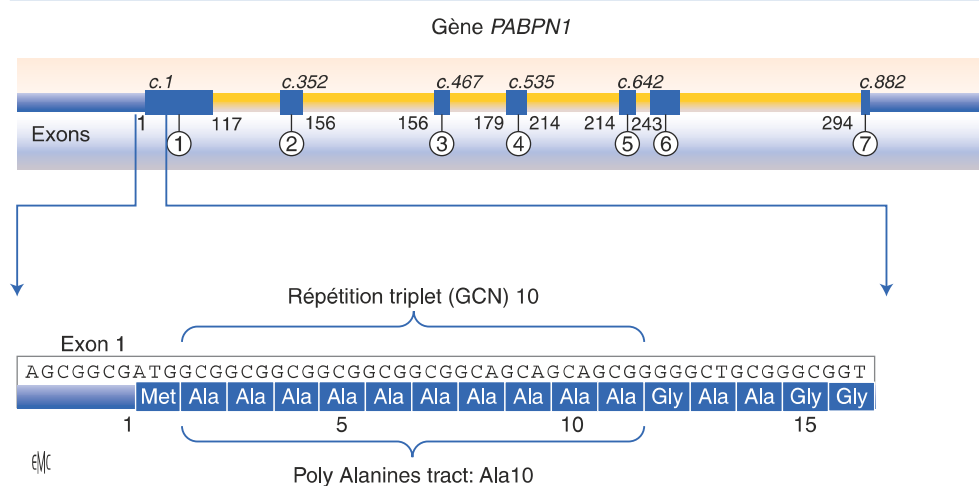 Gène PABPN1
c.1 c.352 c.467 c.535 c.642 c.882
1 117 156 156 179 214 214 243 294
Exons 1 2 3 4 5 6 7
Répétition triplet (GCN) 10
Exon 1
AGCGGCGATGGCGGCGGCGGCGGCGGCGGCAGCAGCAGCGGGGGCTGCGGGCGGT
Met Ala Ala Ala Ala Ala Ala Ala Ala Ala Ala Gly Ala Ala Gly Gly
1 5 10 15
Poly Alanines tract: Ala10
EMC